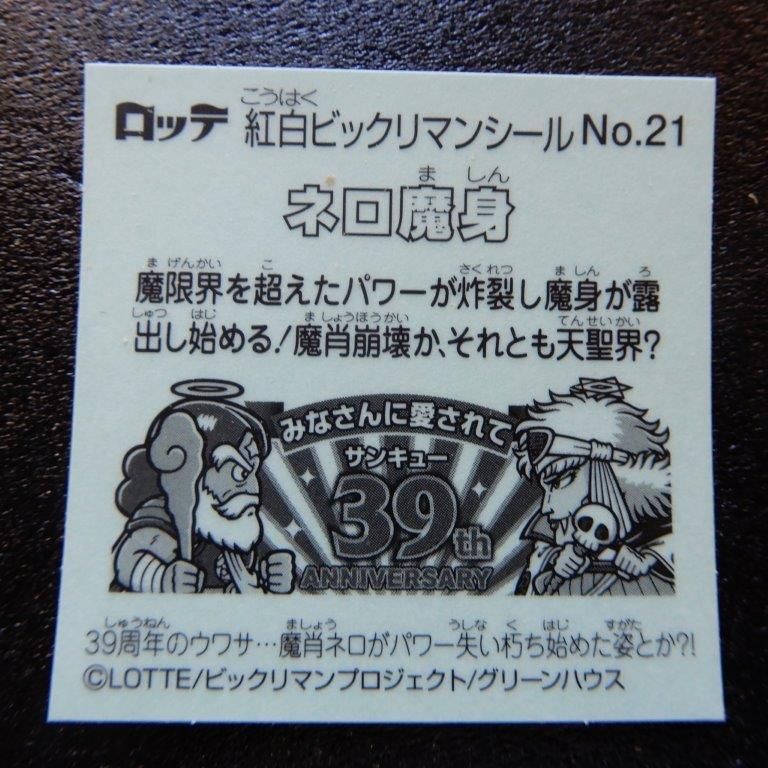 こうはく
ロッテ 紅白ビックリマンシール No.21
ま しん
ネロ魔身
ま げんかい こ さくれつ ま しん ろ
魔限界を超えたパワーが炸裂し魔身が露
しゅつ はじ ま しょうほうかい てんせいかい
出し始める!魔肖崩壊か、それとも天聖界?
みなさんに愛されて
サンキュー
39th
ANNIVERSARY
しゅうねん ましょう うしな く はじ すがた
39周年のウワサ…魔肖ネロがパワー失い朽ち始めた姿とか?!
©LOTTE/ビックリマンプロジェクト/グリーンハウス